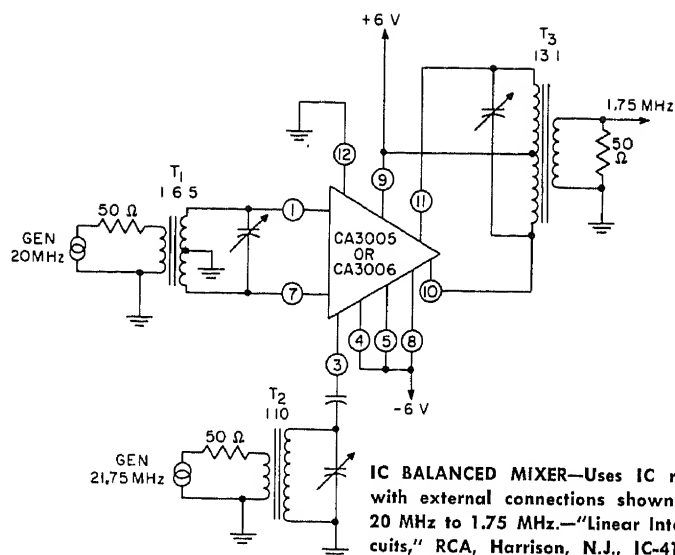 +6 V
T3
13 1
1.75 MHz
50
Ω
12
9
11
T1
1 6 5
50 Ω
1
GEN
20MHz
CA3005
OR
CA3006
7
10
3
4
5
8
-6 V
T2
1 10
50 Ω
GEN
21.75 MHz
IC BALANCED MIXER—Uses IC r
with external connections shown
20 MHz to 1.75 MHz.—"Linear Inte
cuits," RCA, Harrison, N.J., IC-41